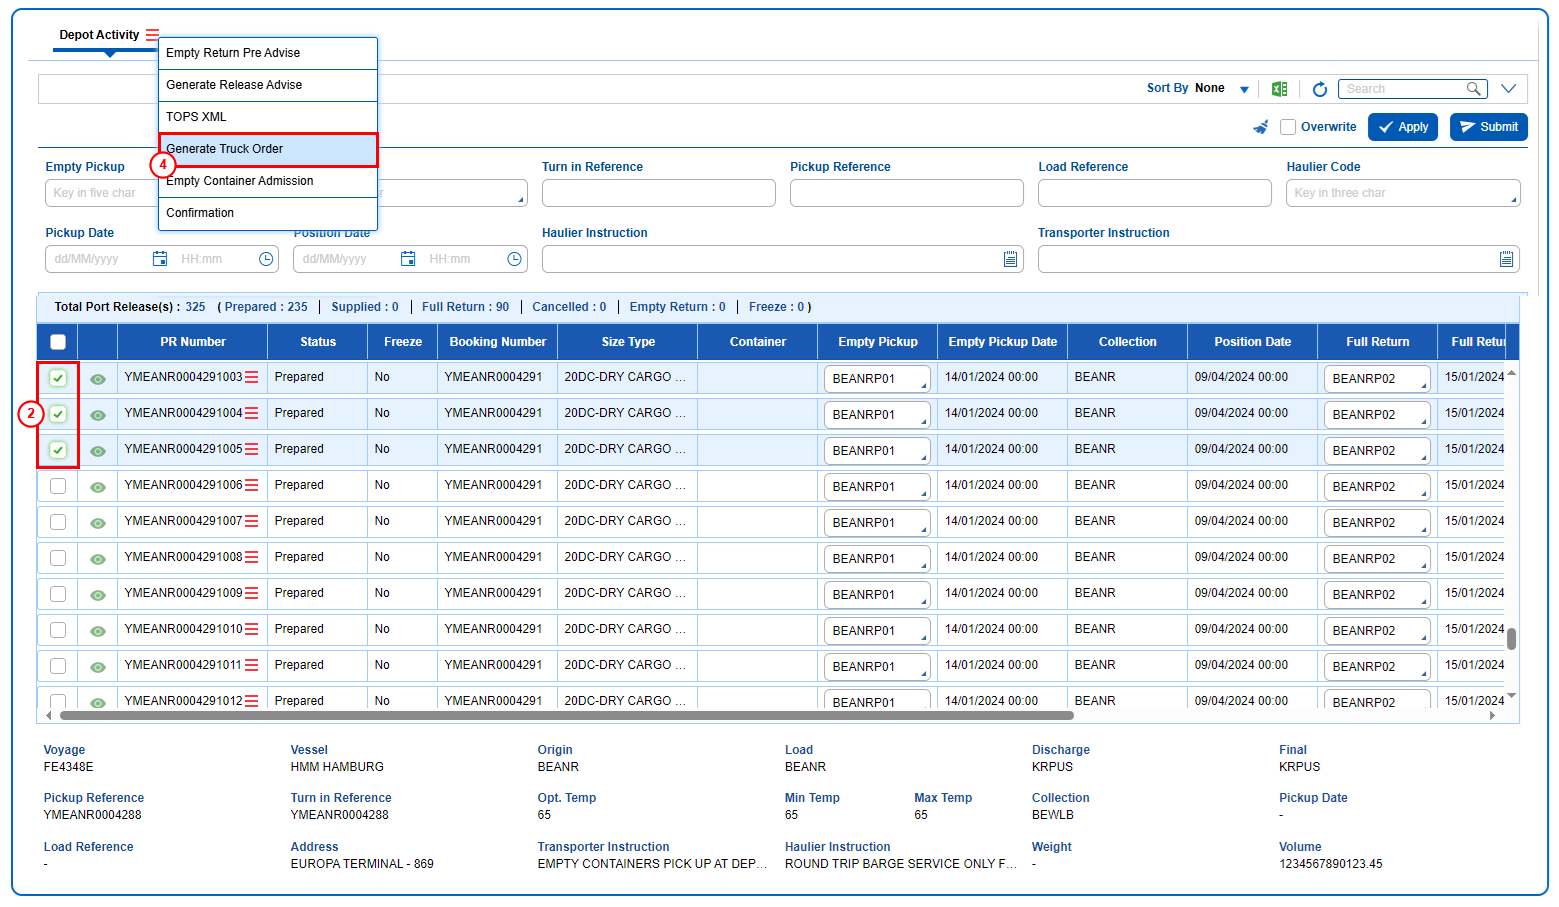 Depot Activity
Empty Return Pre Advise
Generate Release Advise
TOPS XML
Generate Truck Order
4
Empty Container Admission
Confirmation
Sort By None
Search
Overwrite Apply Submit
Empty Pickup Turn in Reference Pickup Reference Load Reference Haulier Code
Key in five char Key in three char
Pickup Date Position Date Haulier Instruction Transporter Instruction
dd/MM/yyyy HH:mm dd/MM/yyyy HH:mm
Total Port Release(s) : 325 ( Prepared : 235 | Supplied : 0 | Full Return : 90 | Cancelled : 0 | Empty Return : 0 | Freeze : 0 )
PR Number Status Freeze Booking Number Size Type Container Empty Pickup Empty Pickup Date Collection Position Date Full Return Full Retur
YMEANR0004291003 Prepared No YMEANR0004291 20DC-DRY CARGO ... BEANRP01 14/01/2024 00:00 BEANR 09/04/2024 00:00 BEANRP02 15/01/2024
2
YMEANR0004291004 Prepared No YMEANR0004291 20DC-DRY CARGO ... BEANRP01 14/01/2024 00:00 BEANR 09/04/2024 00:00 BEANRP02 15/01/2024
YMEANR0004291005 Prepared No YMEANR0004291 20DC-DRY CARGO ... BEANRP01 14/01/2024 00:00 BEANR 09/04/2024 00:00 BEANRP02 15/01/2024
YMEANR0004291006 Prepared No YMEANR0004291 20DC-DRY CARGO ... BEANRP01 14/01/2024 00:00 BEANR 09/04/2024 00:00 BEANRP02 15/01/2024
YMEANR0004291007 Prepared No YMEANR0004291 20DC-DRY CARGO ... BEANRP01 14/01/2024 00:00 BEANR 09/04/2024 00:00 BEANRP02 15/01/2024
YMEANR0004291008 Prepared No YMEANR0004291 20DC-DRY CARGO ... BEANRP01 14/01/2024 00:00 BEANR 09/04/2024 00:00 BEANRP02 15/01/2024
YMEANR0004291009 Prepared No YMEANR0004291 20DC-DRY CARGO ... BEANRP01 14/01/2024 00:00 BEANR 09/04/2024 00:00 BEANRP02 15/01/2024
YMEANR0004291010 Prepared No YMEANR0004291 20DC-DRY CARGO ... BEANRP01 14/01/2024 00:00 BEANR 09/04/2024 00:00 BEANRP02 15/01/2024
YMEANR0004291011 Prepared No YMEANR0004291 20DC-DRY CARGO ... BEANRP01 14/01/2024 00:00 BEANR 09/04/2024 00:00 BEANRP02 15/01/2024
YMEANR0004291012 Prepared No YMEANR0004291 20DC-DRY CARGO ... BEANRP01 14/01/2024 00:00 BEANR 09/04/2024 00:00 BEANRP02 15/01/2024
Voyage Vessel Origin Load Discharge Final
FE4348E HMM HAMBURG BEANR BEANR KRPUS KRPUS
Pickup Reference Turn in Reference Opt. Temp Min Temp Max Temp Collection Pickup Date
YMEANR0004288 YMEANR0004288 65 65 65 BEWLB -
Load Reference Address Transporter Instruction Haulier Instruction Weight Volume
- EUROPA TERMINAL - 869 EMPTY CONTAINERS PICK UP AT DEP... ROUND TRIP BARGE SERVICE ONLY F... - 1234567890123.45